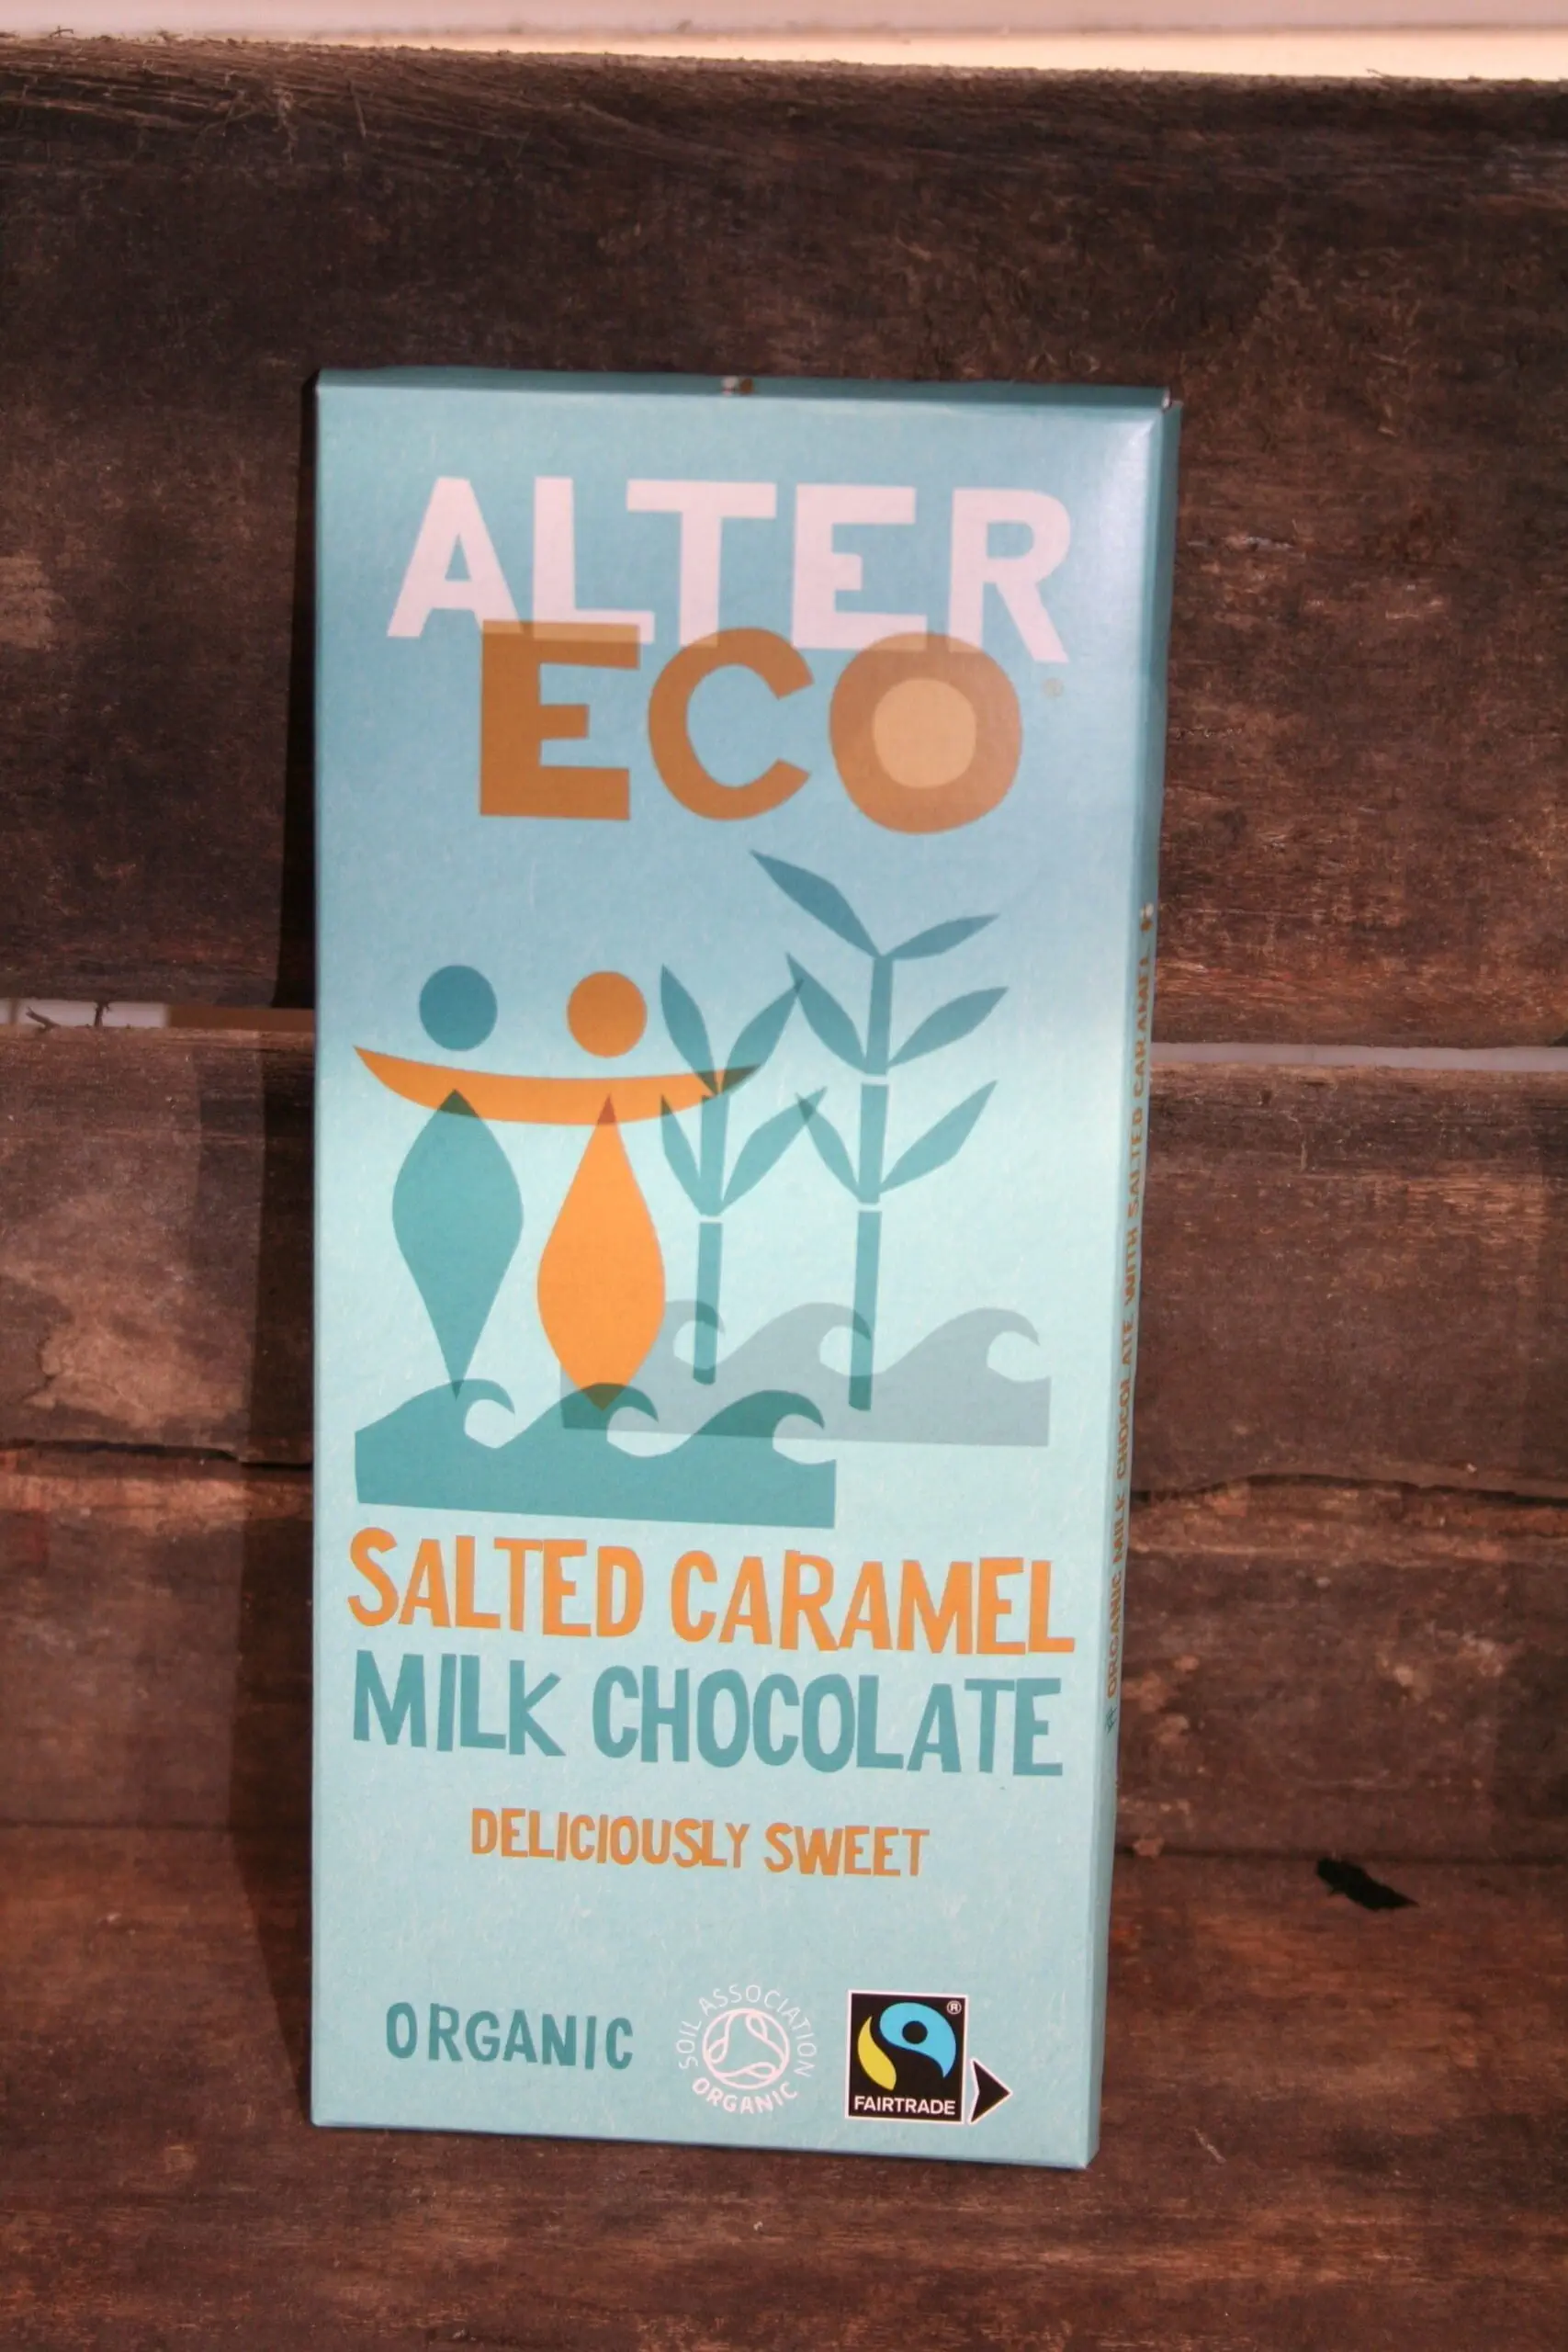 ALTER
ECO
SALTED CARAMEL
MILK CHOCOLATE
DELICIOUSLY SWEET
ORGANIC
SOIL ASSOCIATION
ORGANIC
®
FAIRTRADE
ORGANIC MILK CHOCOLATE WITH SALTED CARAMEL